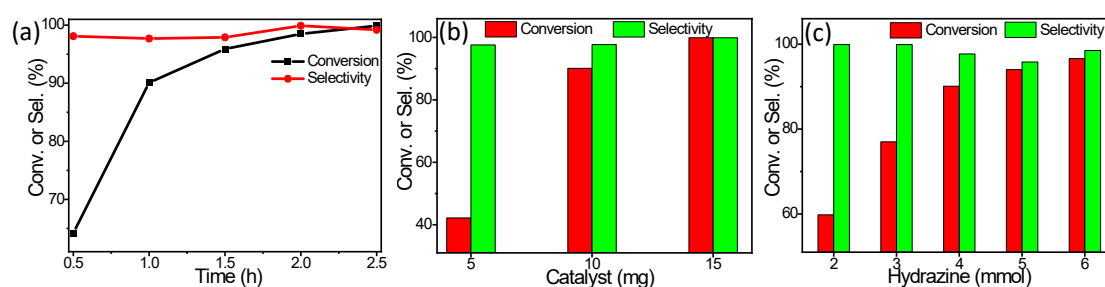 (a)
Conv. or Sel. (%)
100
90
80
70
Conversion
Selectivity
0.5 1.0 1.5 2.0 2.5
Time (h)
(b)
Conv. or Sel. (%)
100
80
60
40
Conversion Selectivity
5 10 15
Catalyst (mg)
(c)
Conv. or Sel. (%)
100
80
60
Conversion Selectivity
2 3 4 5 6
Hydrazine (mmol)